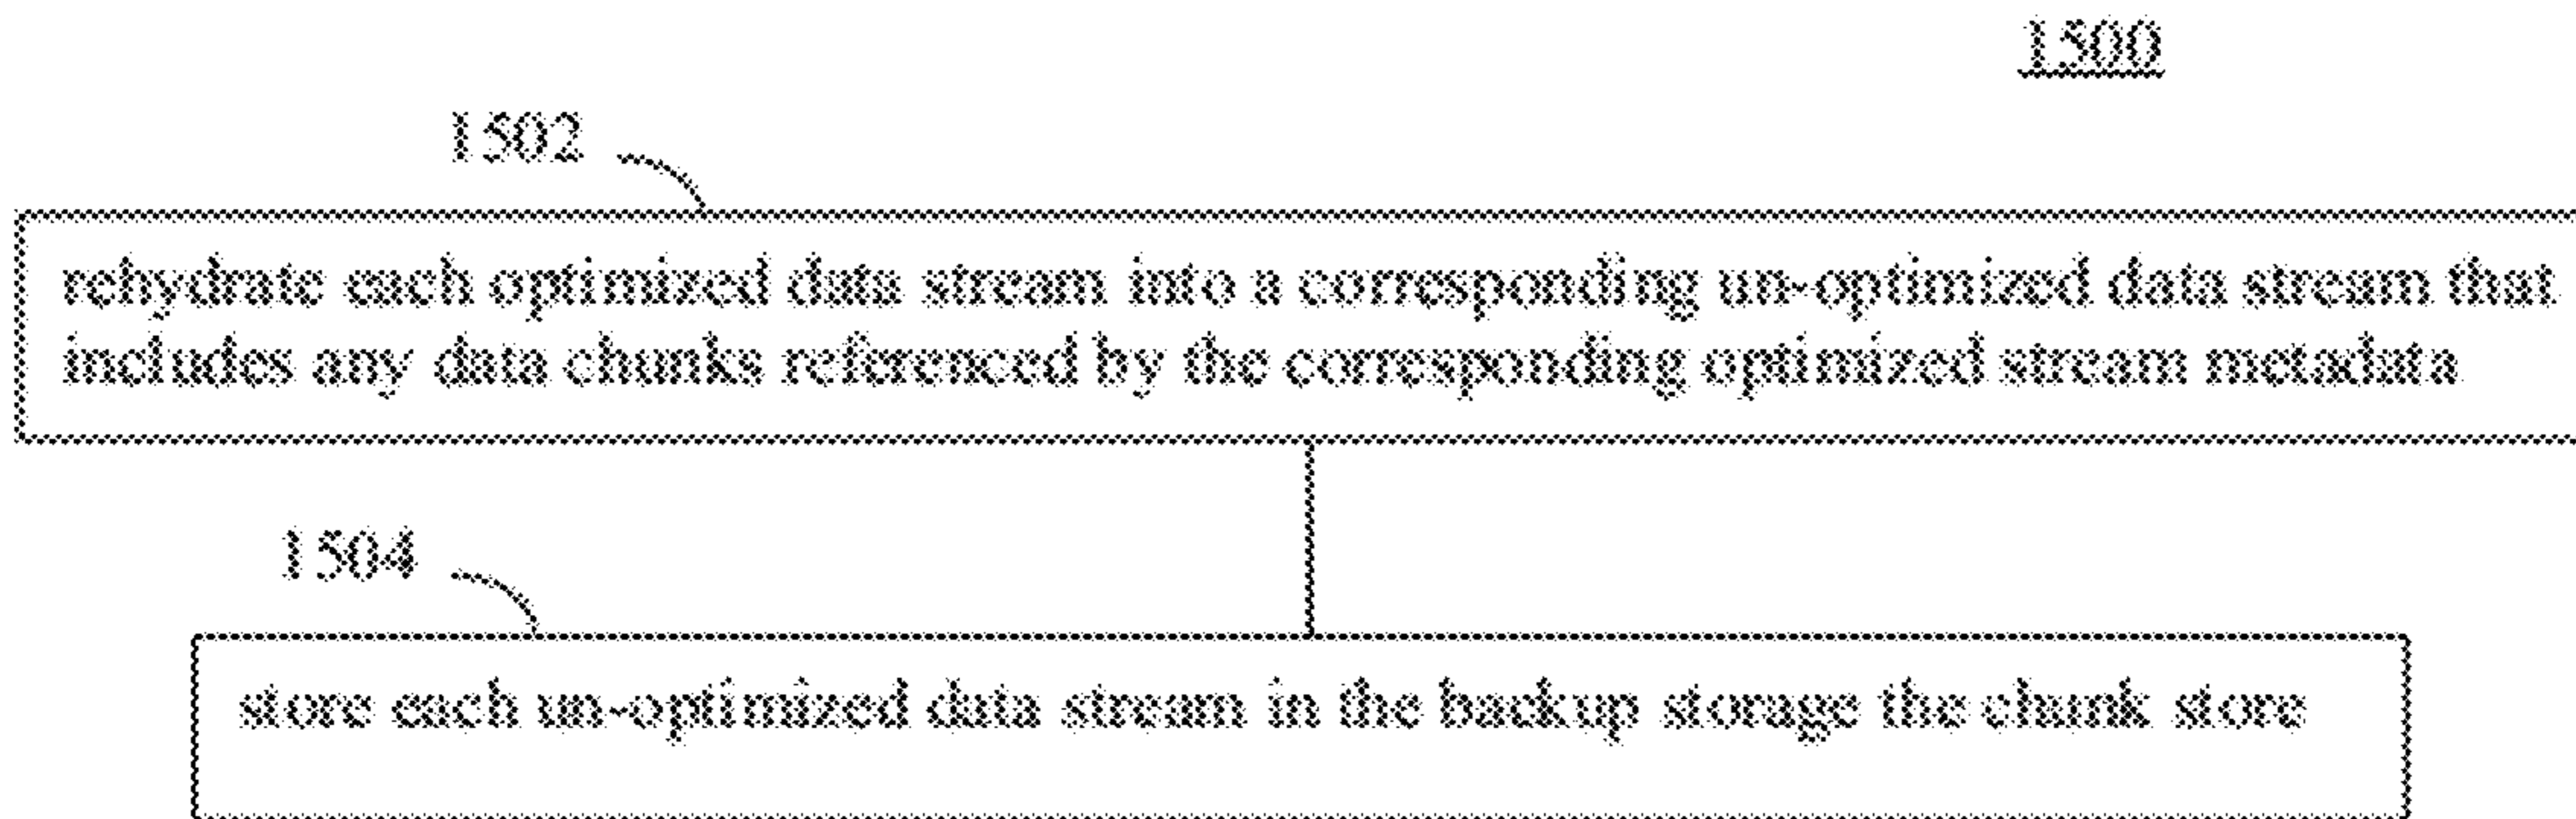 1500
1502
rehydrate each optimized data stream into a corresponding un-optimized data stream that
includes any data chunks referenced by the corresponding optimized stream metadata
1504
store each un-optimized data stream in the backup storage the chunk store